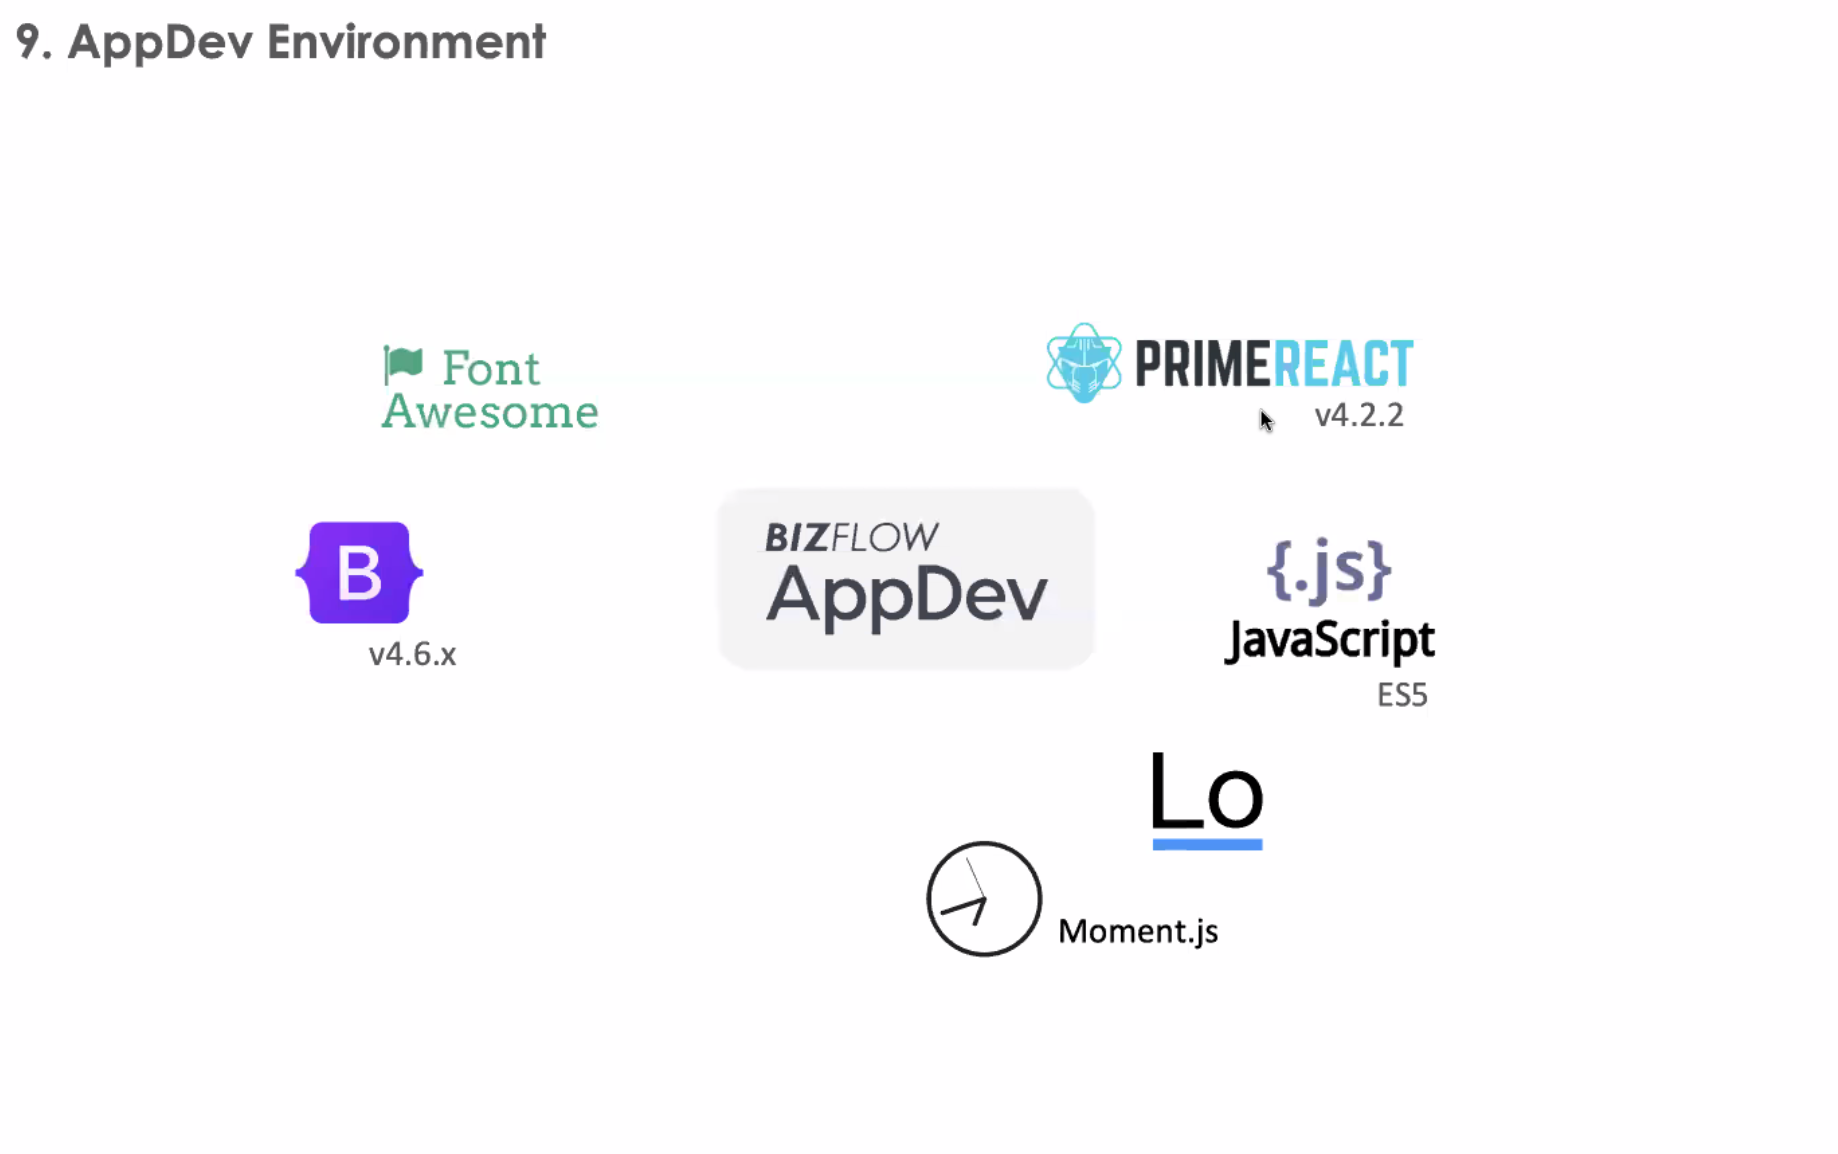 9. AppDev Environment
Font
Awesome
PRIMEREACT
v4.2.2
B
v4.6.x
BIZFLOW
AppDev
{.js}
JavaScript
ES5
Lo
Moment.js